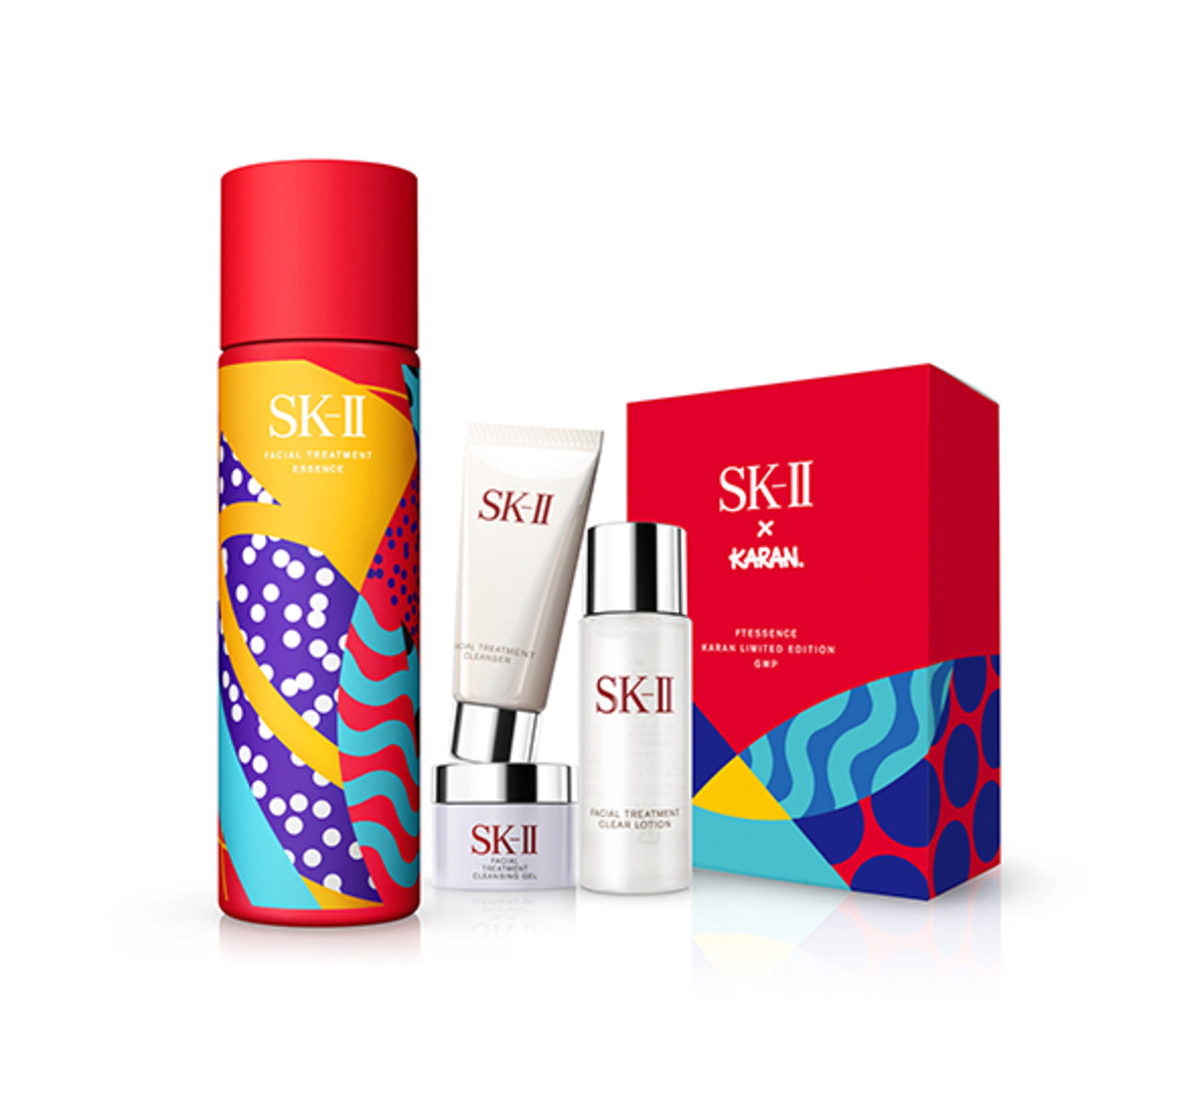 SK-II
FACIAL TREATMENT
ESSENCE
SK-II
CIAL TREATMENT
CLEANSER
SK-II
FACIAL
TREATMENT
CLEANSING GEL
SK-II
FACIAL TREATMENT
CLEAR LOTION
SK-II
X
KARAN.
FTESSENCE
KARAN LIMITED EDITION
GWP